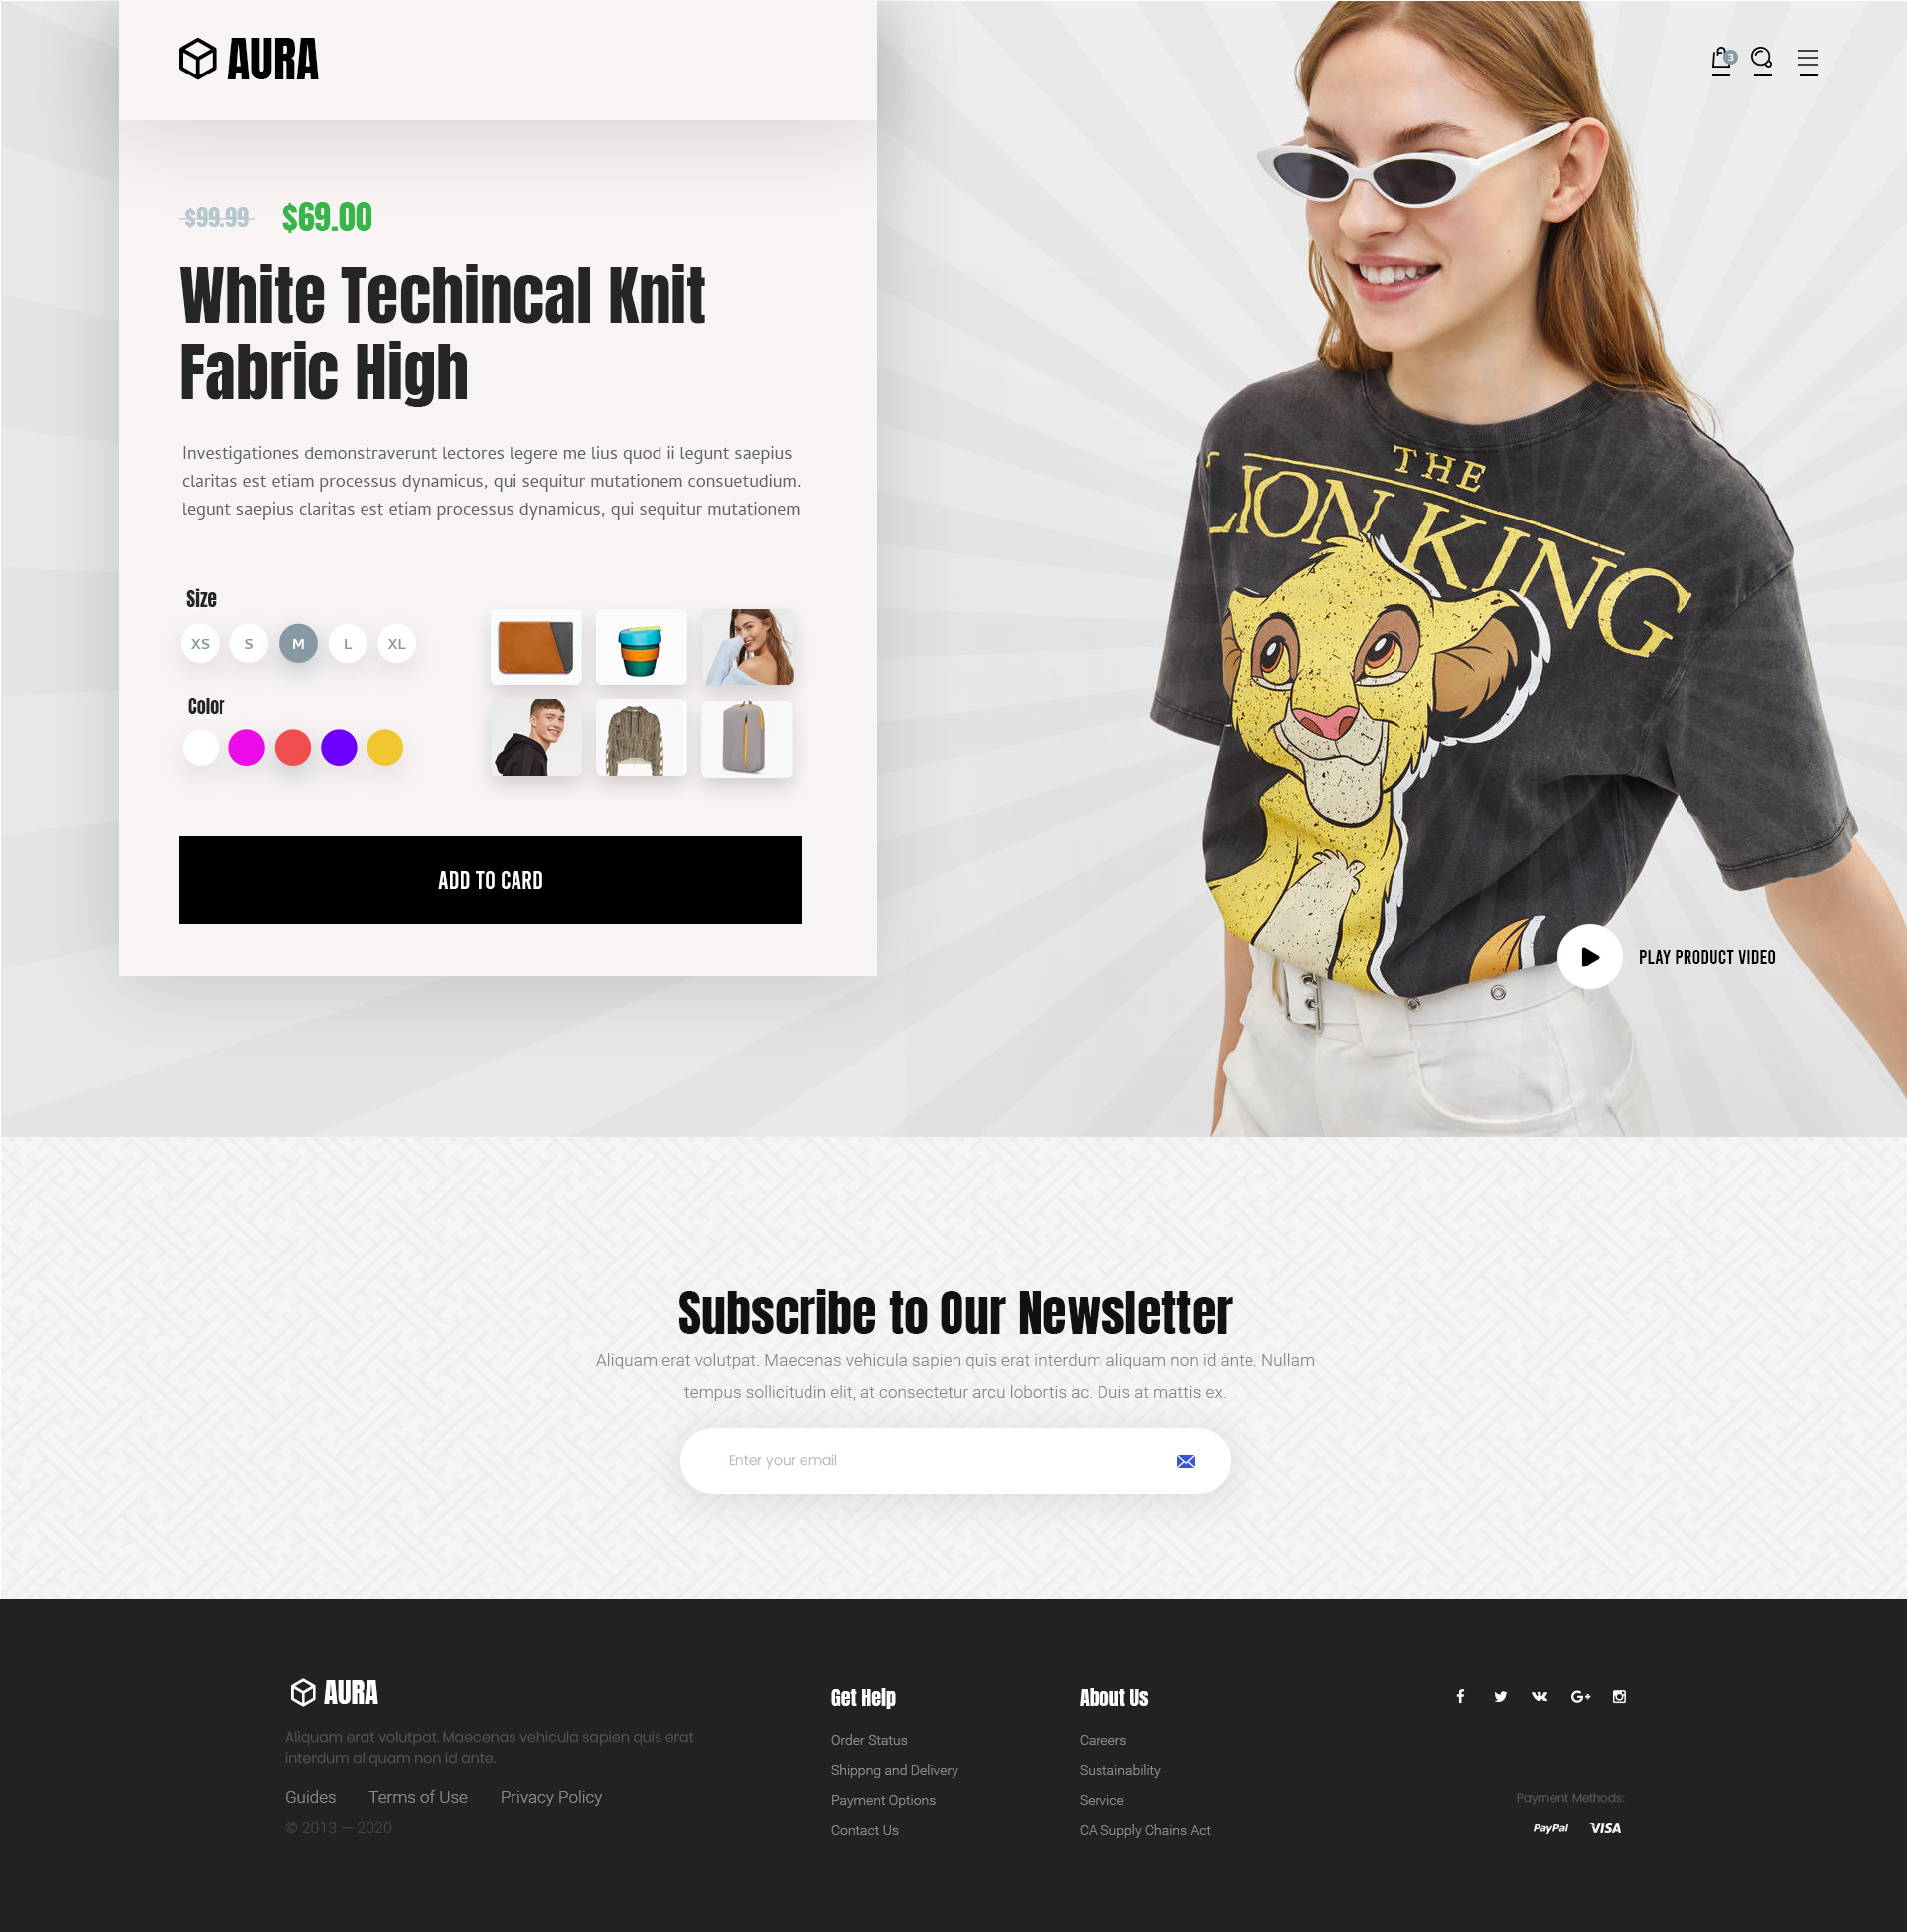 AURA
3
$99.99 $69.00
White Techincal Knit
Fabric High
Investigationes demonstraverunt lectores legere me lius quod ii legunt saepius
claritas est etiam processus dynamicus, qui sequitur mutationem consuetudium.
legunt saepius claritas est etiam processus dynamicus, qui sequitur mutationem
Size
XS S M L XL
Color
ADD TO CARD
THE
LION KING
PLAY PRODUCT VIDEO
Subscribe to Our Newsletter
Aliquam erat volutpat. Maecenas vehicula sapien quis erat interdum aliquam non id ante. Nullam
tempus sollicitudin elit, at consectetur arcu lobortis ac. Duis at mattis ex.
Enter your email
AURA
Aliquam erat volutpat. Maecenas vehicula sapien quis erat
interdum aliquam non id ante.
Guides Terms of Use Privacy Policy
© 2013 — 2020
Get Help
Order Status
Shippng and Delivery
Payment Options
Contact Us
About Us
Careers
Sustainability
Service
CA Supply Chains Act
G+
Payment Methods:
PayPal VISA